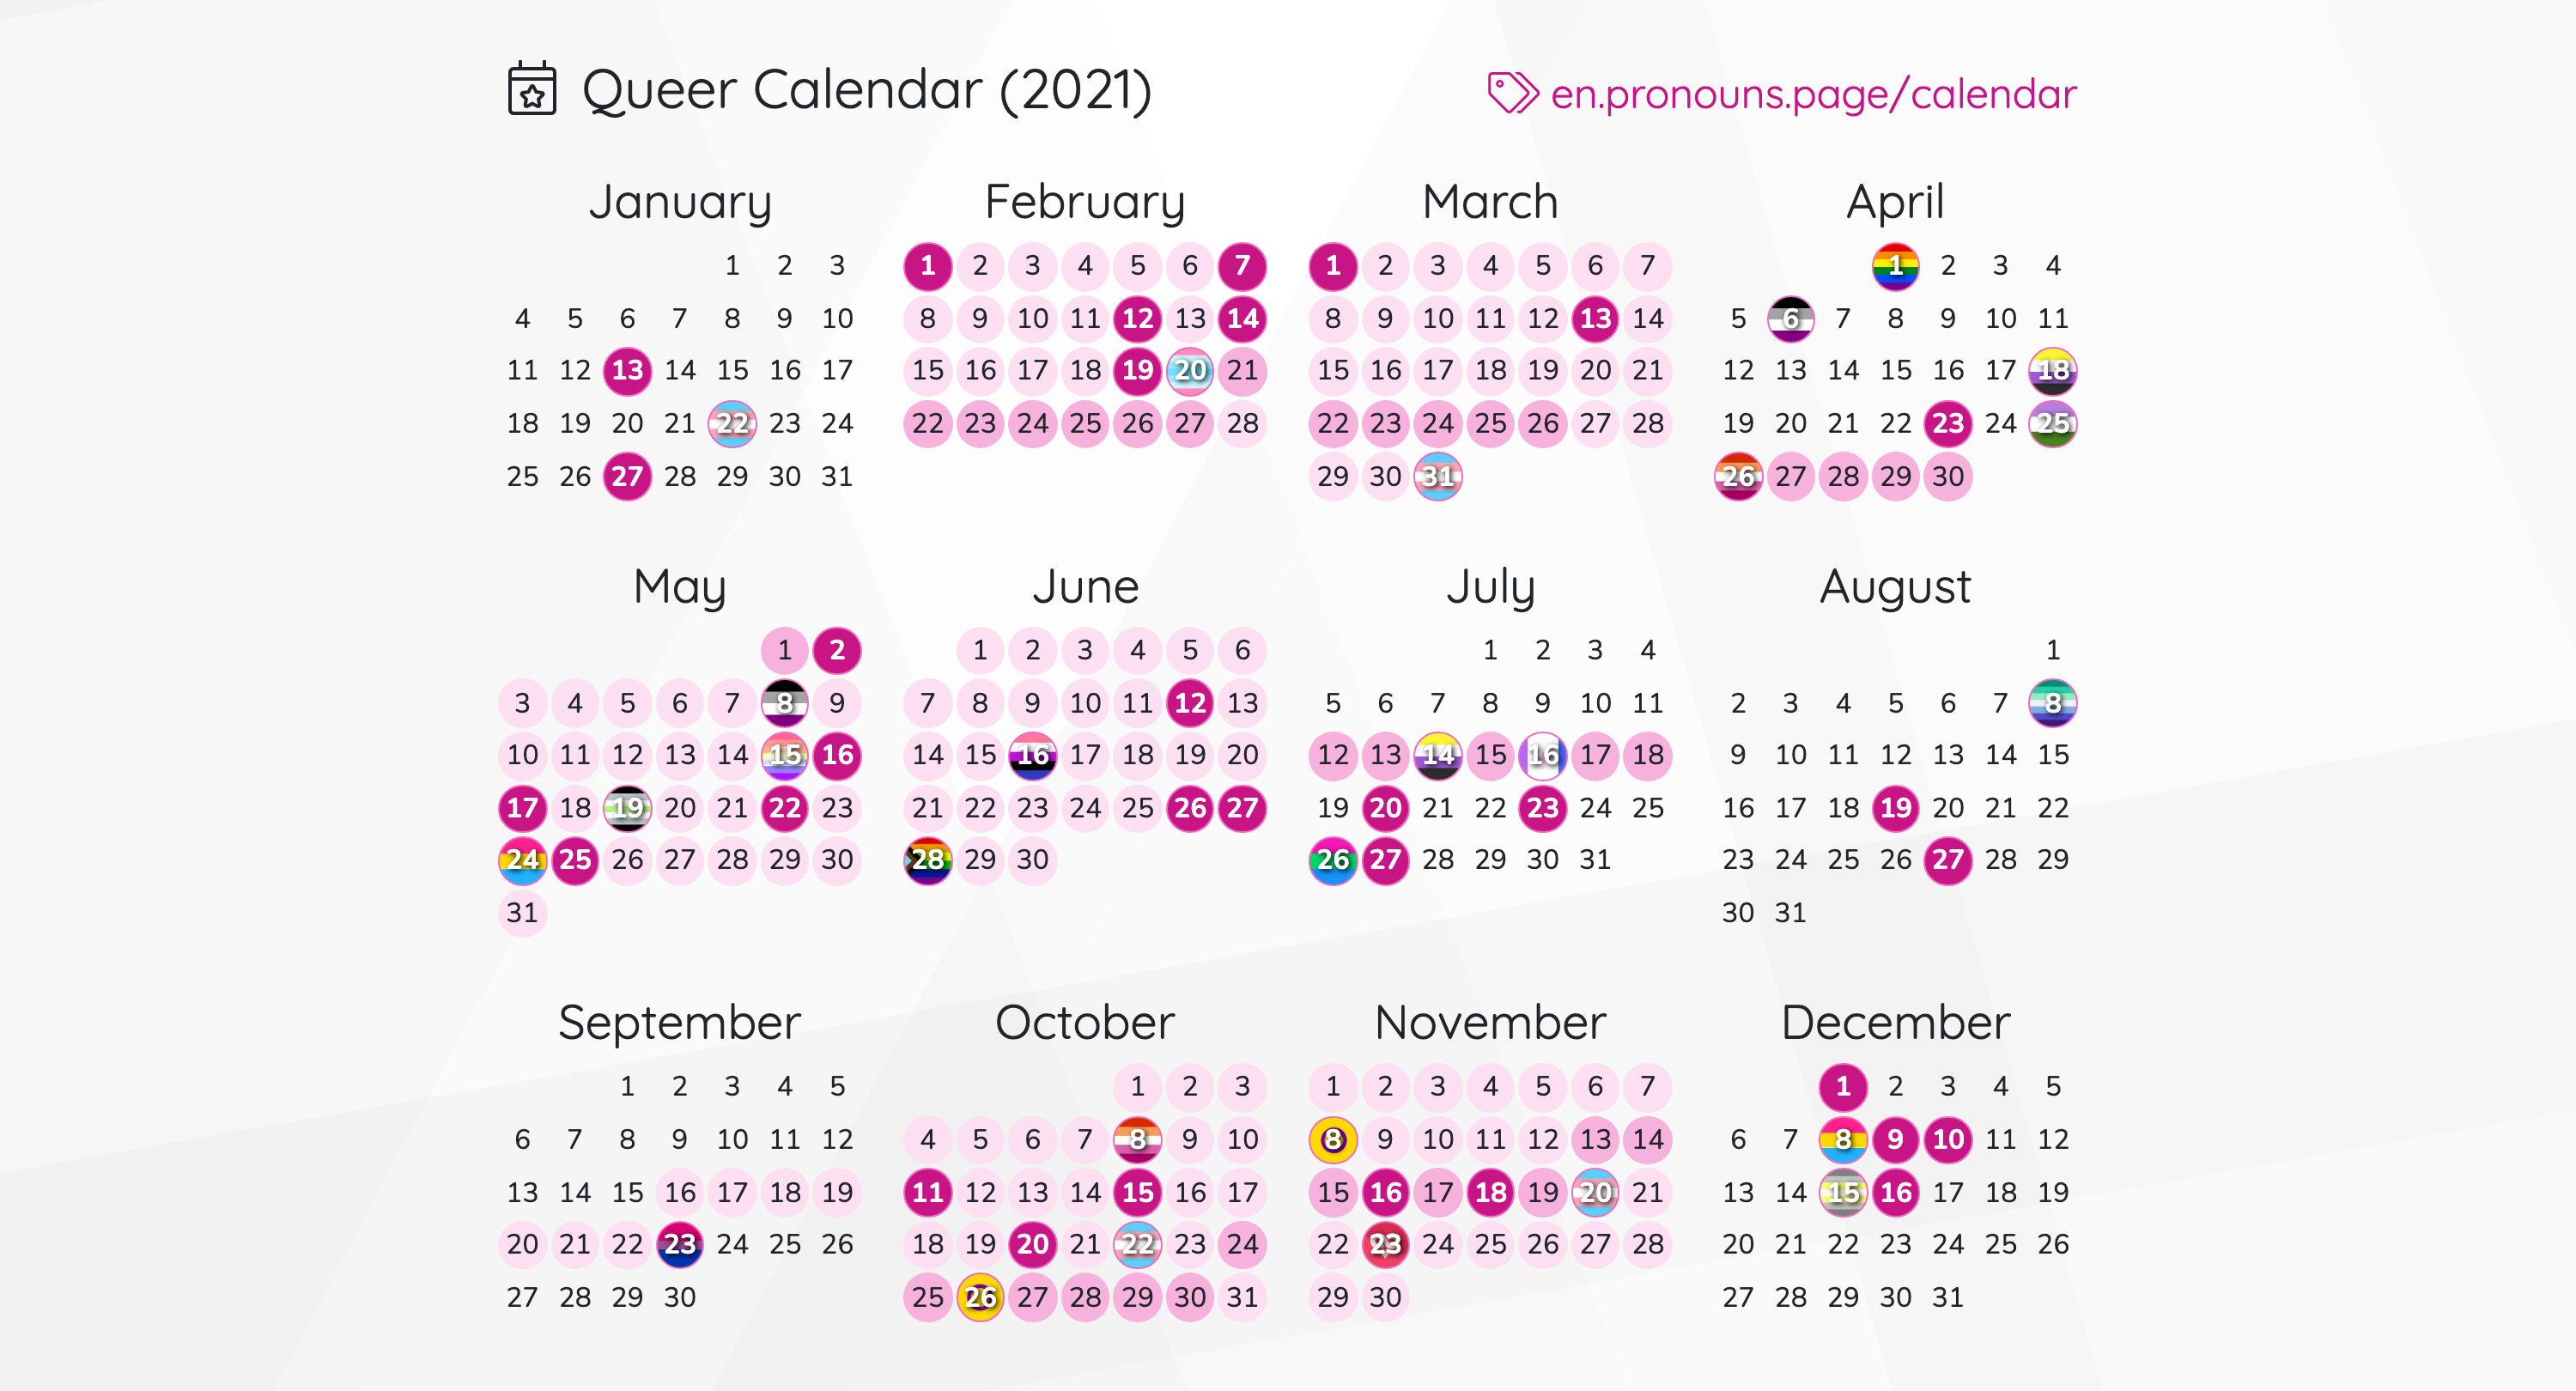 Queer Calendar (2021)
en.pronouns.page/calendar
January February March April
1 2 3
4 5 6 7 8 9 10
11 12 13 14 15 16 17
18 19 20 21 22 23 24
25 26 27 28 29 30 31
1 2 3 4 5 6 7
8 9 10 11 12 13 14
15 16 17 18 19 20 21
22 23 24 25 26 27 28
1 2 3 4 5 6 7
8 9 10 11 12 13 14
15 16 17 18 19 20 21
22 23 24 25 26 27 28
29 30 31
1 2 3 4
5 6 7 8 9 10 11
12 13 14 15 16 17 18
19 20 21 22 23 24 25
26 27 28 29 30
May June July August
1 2
3 4 5 6 7 8 9
10 11 12 13 14 15 16
17 18 19 20 21 22 23
24 25 26 27 28 29 30
31
1 2 3 4 5 6
7 8 9 10 11 12 13
14 15 16 17 18 19 20
21 22 23 24 25 26 27
28 29 30
1 2 3 4
5 6 7 8 9 10 11
12 13 14 15 16 17 18
19 20 21 22 23 24 25
26 27 28 29 30 31
1
2 3 4 5 6 7 8
9 10 11 12 13 14 15
16 17 18 19 20 21 22
23 24 25 26 27 28 29
30 31
September October November December
1 2 3 4 5
6 7 8 9 10 11 12
13 14 15 16 17 18 19
20 21 22 23 24 25 26
27 28 29 30
1 2 3
4 5 6 7 8 9 10
11 12 13 14 15 16 17
18 19 20 21 22 23 24
25 26 27 28 29 30 31
1 2 3 4 5 6 7
8 9 10 11 12 13 14
15 16 17 18 19 20 21
22 23 24 25 26 27 28
29 30
1 2 3 4 5
6 7 8 9 10 11 12
13 14 15 16 17 18 19
20 21 22 23 24 25 26
27 28 29 30 31